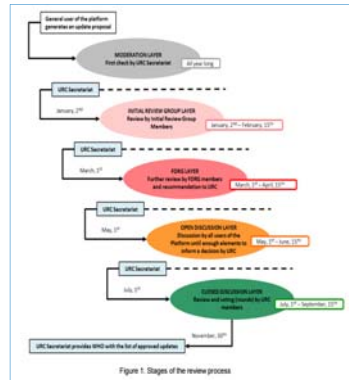 General user of the platform
generates an update proposal
MODERATION LAYER
First check by URC Secretariat
All year long
URC Secretariat
January, 2nd
INITIAL REVIEW GROUP LAYER
Review by Initial Review Group
Members
January, 2nd – February, 15th
URC Secretariat
March, 1st
FDRG LAYER
Further review by FDRG members
and recommendation to URC
March, 1st – April, 15th
URC Secretariat
May, 1st
OPEN DISCUSSION LAYER
Discussion by all users of the
Platform until enough elements to
inform a decision by URC
May, 1st – June, 15th
URC Secretariat
July, 1st
CLOSED DISCUSSION LAYER
Review and voting (rounds) by URC
members
July, 1st – September, 15th
November, 30th
URC Secretariat provides WHO with the list of approved updates
Figure 1. Stages of the review process